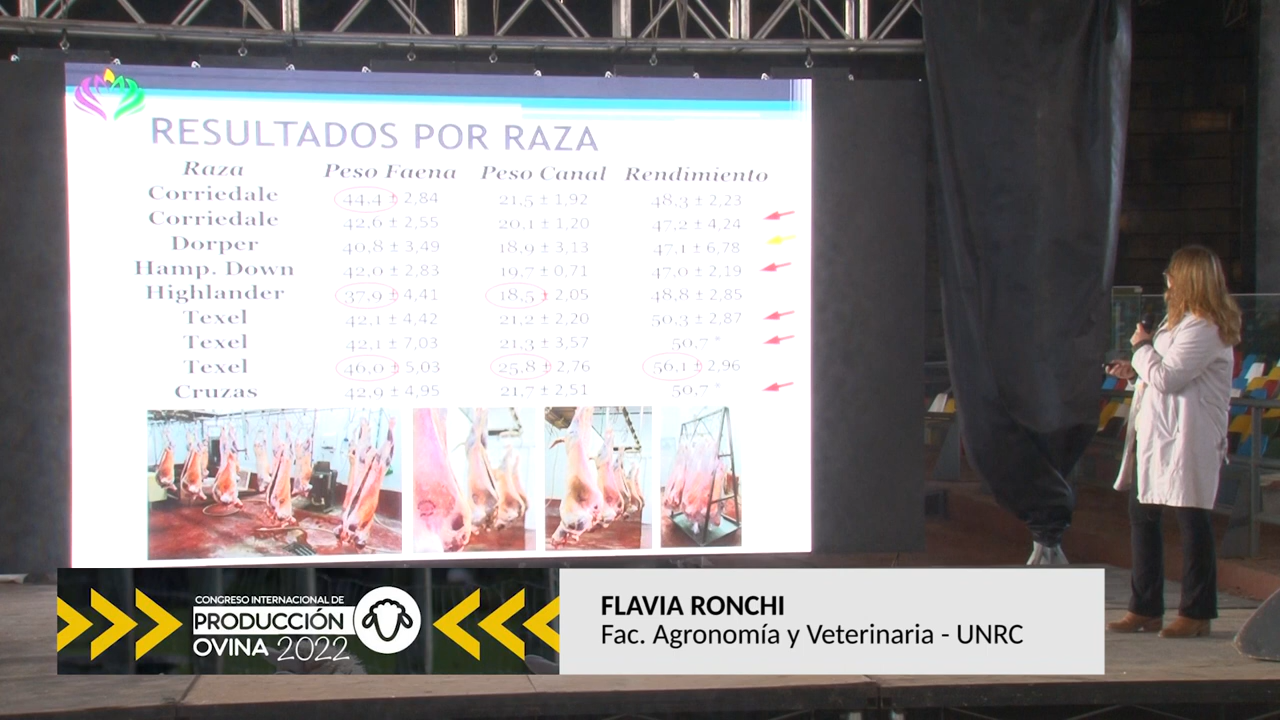 RESULTADOS POR RAZA
Raza Peso Faena Peso Canal Rendimiento
Corriedale 44,4 ± 2,84 21,5 ± 1,92 48,3 ± 2,23
Corriedale 42,6 ± 2,55 20,1 ± 1,20 47,2 ± 4,24
Dorper 40,8 ± 3,49 18,9 ± 3,13 47,1 ± 6,78
Hamp. Down 42,0 ± 2,83 19,7 ± 0,71 47,0 ± 2,19
Highlander 37,9 ± 4,41 18,5 ± 2,05 48,8 ± 2,85
Texel 42,1 ± 4,42 21,2 ± 2,20 50,3 ± 2,87
Texel 42,1 ± 7,03 21,3 ± 3,57 50,7 *
Texel 46,0 ± 5,03 25,8 ± 2,76 56,1 ± 2,96
Cruzas 42,9 ± 4,95 21,7 ± 2,51 50,7 *
CONGRESO INTERNACIONAL DE
PRODUCCIÓN
OVINA 2022
FLAVIA RONCHI
Fac. Agronomía y Veterinaria - UNRC